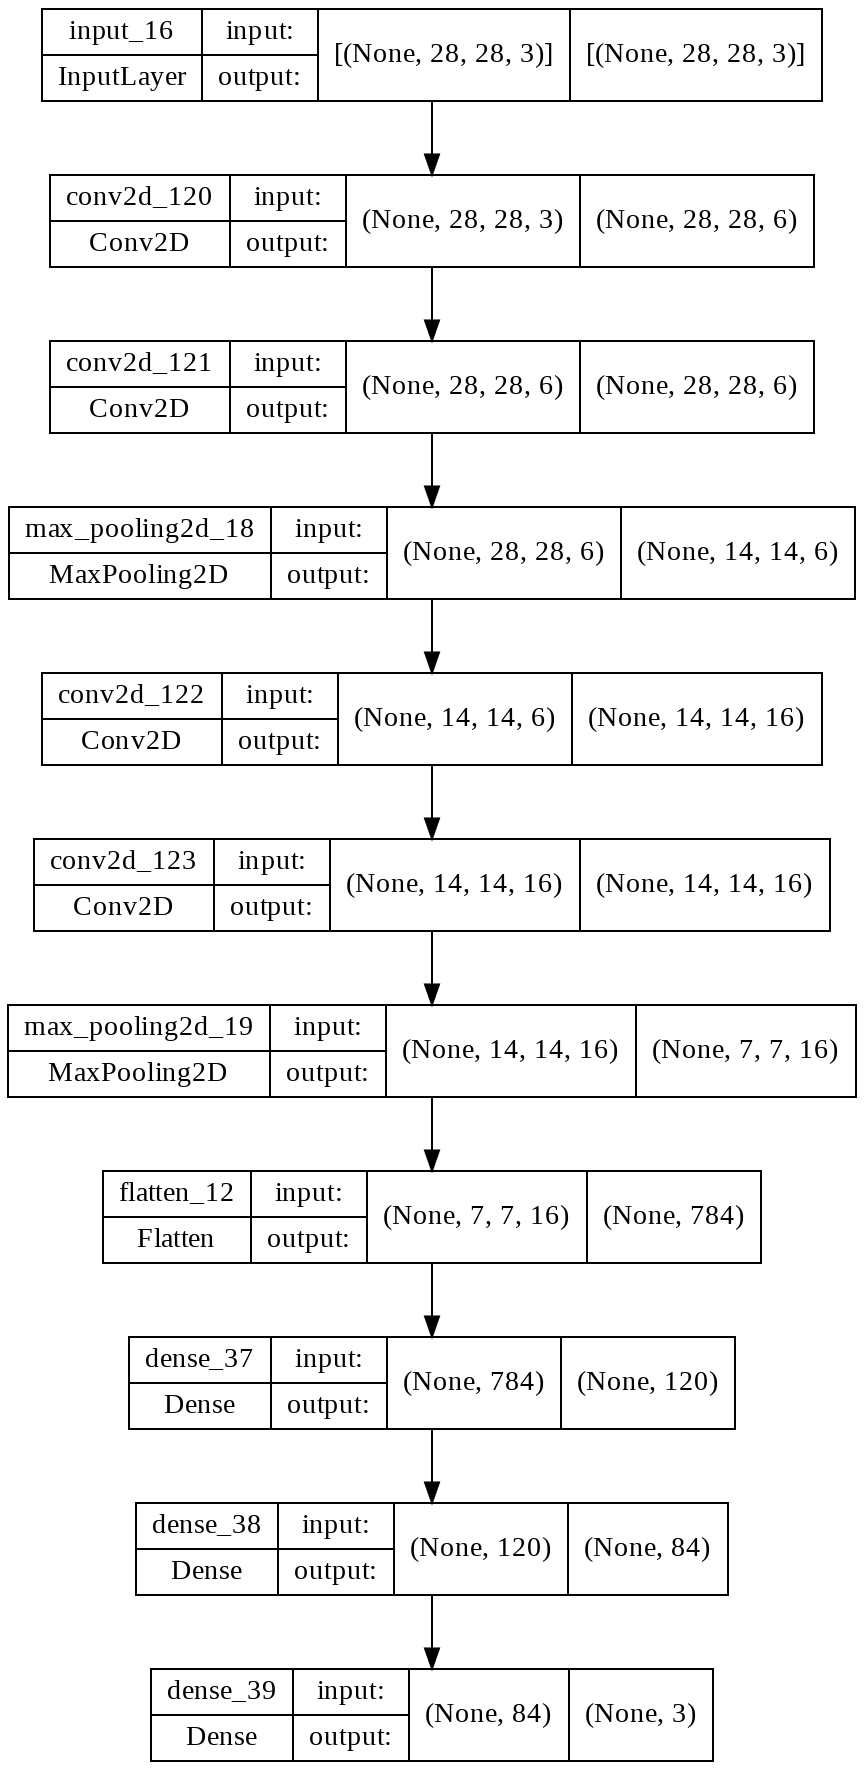 input_16 input: [(None, 28, 28, 3)] [(None, 28, 28, 3)]
InputLayer output:
conv2d_120 input: (None, 28, 28, 3) (None, 28, 28, 6)
Conv2D output:
conv2d_121 input: (None, 28, 28, 6) (None, 28, 28, 6)
Conv2D output:
max_pooling2d_18 input: (None, 28, 28, 6) (None, 14, 14, 6)
MaxPooling2D output:
conv2d_122 input: (None, 14, 14, 6) (None, 14, 14, 16)
Conv2D output:
conv2d_123 input: (None, 14, 14, 16) (None, 14, 14, 16)
Conv2D output:
max_pooling2d_19 input: (None, 14, 14, 16) (None, 7, 7, 16)
MaxPooling2D output:
flatten_12 input: (None, 7, 7, 16) (None, 784)
Flatten output:
dense_37 input: (None, 784) (None, 120)
Dense output:
dense_38 input: (None, 120) (None, 84)
Dense output:
dense_39 input: (None, 84) (None, 3)
Dense output: